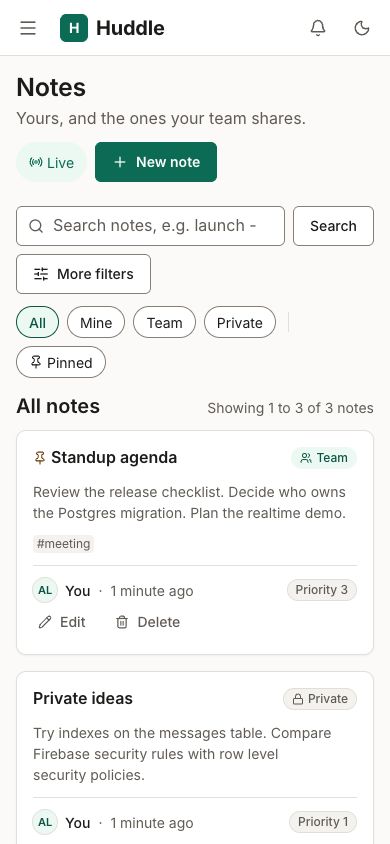 H Huddle
Notes
Yours, and the ones your team shares.
Live
New note
Search notes, e.g. launch -
Search
More filters
All
Mine
Team
Private
Pinned
All notes
Showing 1 to 3 of 3 notes
Standup agenda
Team
Review the release checklist. Decide who owns
the Postgres migration. Plan the realtime demo.
#meeting
AL You · 1 minute ago
Priority 3
Edit
Delete
Private ideas
Private
Try indexes on the messages table. Compare
Firebase security rules with row level
security policies.
AL You · 1 minute ago
Priority 1